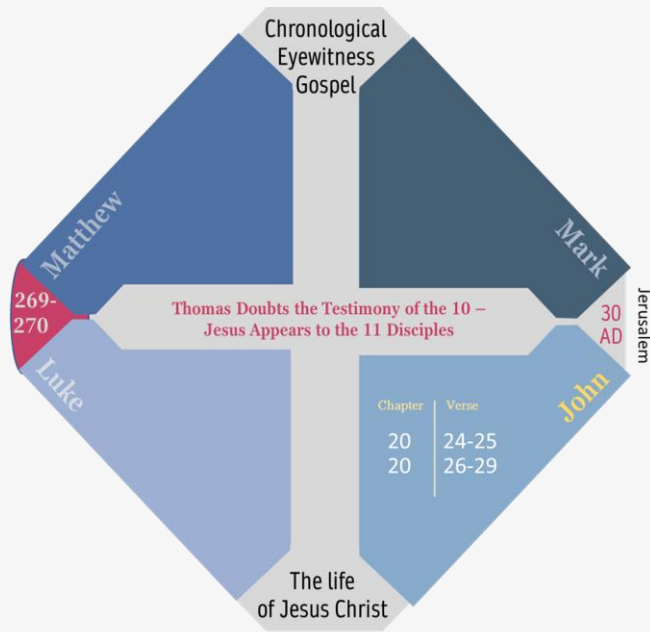 Chronological
Eyewitness
Gospel
Matthew
Mark
269-
270
Thomas Doubts the Testimony of the 10 –
Jesus Appears to the 11 Disciples
30
AD
Jerusalem
Luke
John
Chapter Verse
20 24-25
20 26-29
The life
of Jesus Christ